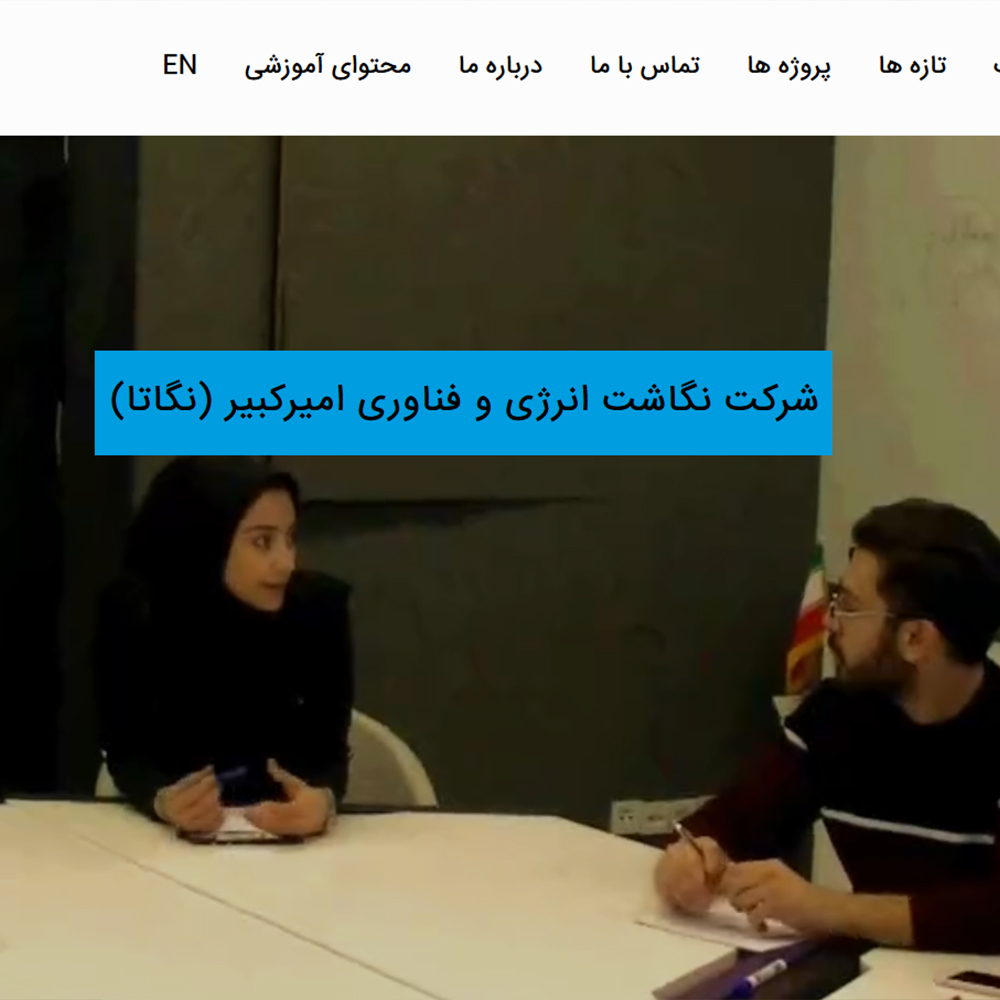 تازه ها پروژه ها تماس با ما درباره ما محتوای آموزشی EN
شرکت نگاشت انرژی و فناوری امیرکبیر (نگاتا)